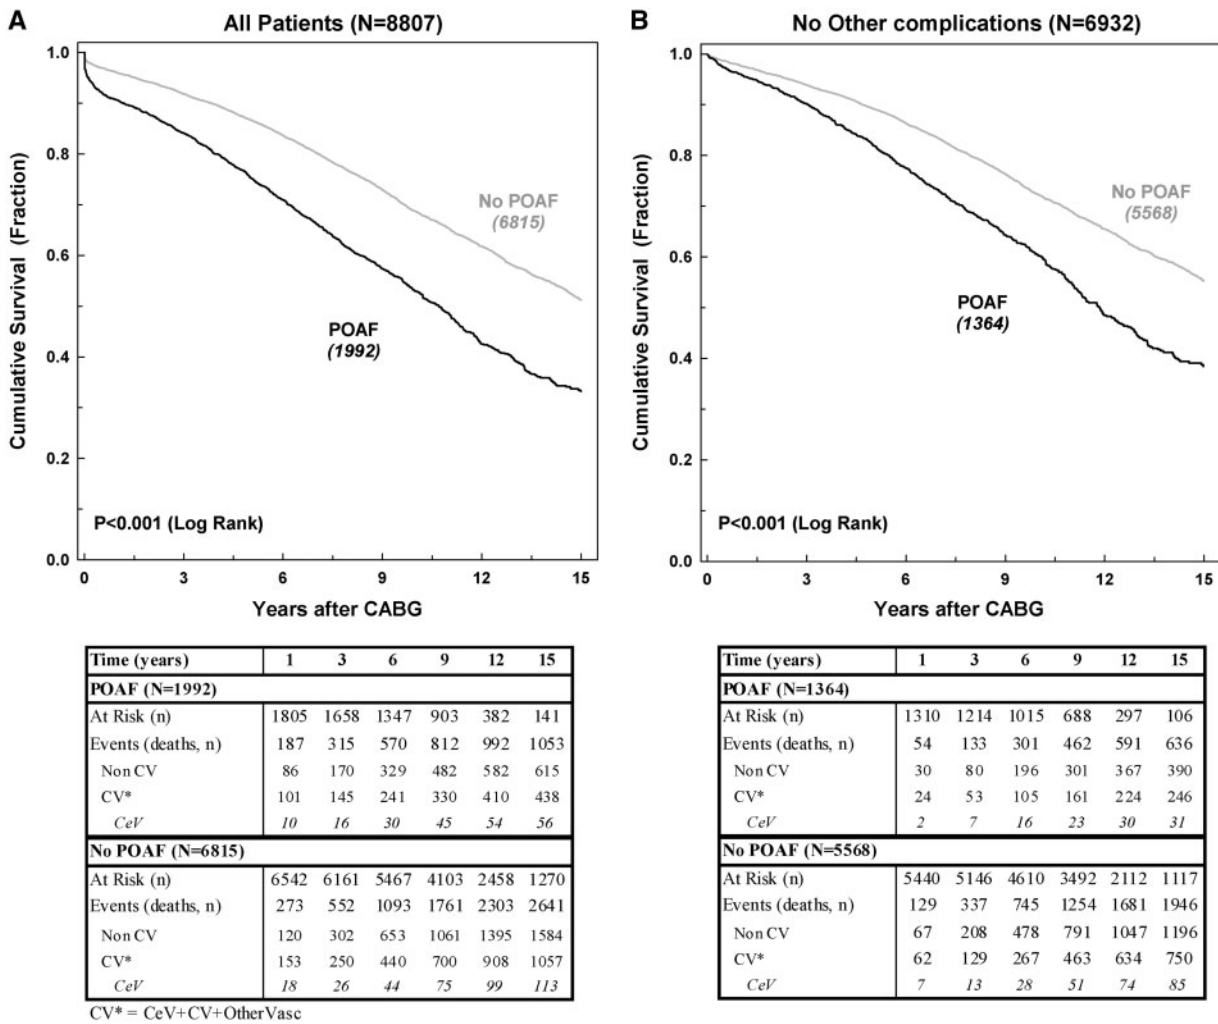 A
All Patients (N=8807)
1.0
0.8
0.6
0.4
0.2
0.0
Cumulative Survival (Fraction)
No POAF
(6815)
POAF
(1992)
P<0.001 (Log Rank)
0 3 6 9 12 15
Years after CABG
Time (years) 1 3 6 9 12 15
POAF (N=1992)
At Risk (n) 1805 1658 1347 903 382 141
Events (deaths, n) 187 315 570 812 992 1053
Non CV 86 170 329 482 582 615
CV* 101 145 241 330 410 438
CeV 10 16 30 45 54 56
No POAF (N=6815)
At Risk (n) 6542 6161 5467 4103 2458 1270
Events (deaths, n) 273 552 1093 1761 2303 2641
Non CV 120 302 653 1061 1395 1584
CV* 153 250 440 700 908 1057
CeV 18 26 44 75 99 113
CV* = CeV+CV+OtherVasc
B
No Other complications (N=6932)
1.0
0.8
0.6
0.4
0.2
0.0
Cumulative Survival (Fraction)
No POAF
(5568)
POAF
(1364)
P<0.001 (Log Rank)
0 3 6 9 12 15
Years after CABG
Time (years) 1 3 6 9 12 15
POAF (N=1364)
At Risk (n) 1310 1214 1015 688 297 106
Events (deaths, n) 54 133 301 462 591 636
Non CV 30 80 196 301 367 390
CV* 24 53 105 161 224 246
CeV 2 7 16 23 30 31
No POAF (N=5568)
At Risk (n) 5440 5146 4610 3492 2112 1117
Events (deaths, n) 129 337 745 1254 1681 1946
Non CV 67 208 478 791 1047 1196
CV* 62 129 267 463 634 750
CeV 7 13 28 51 74 85